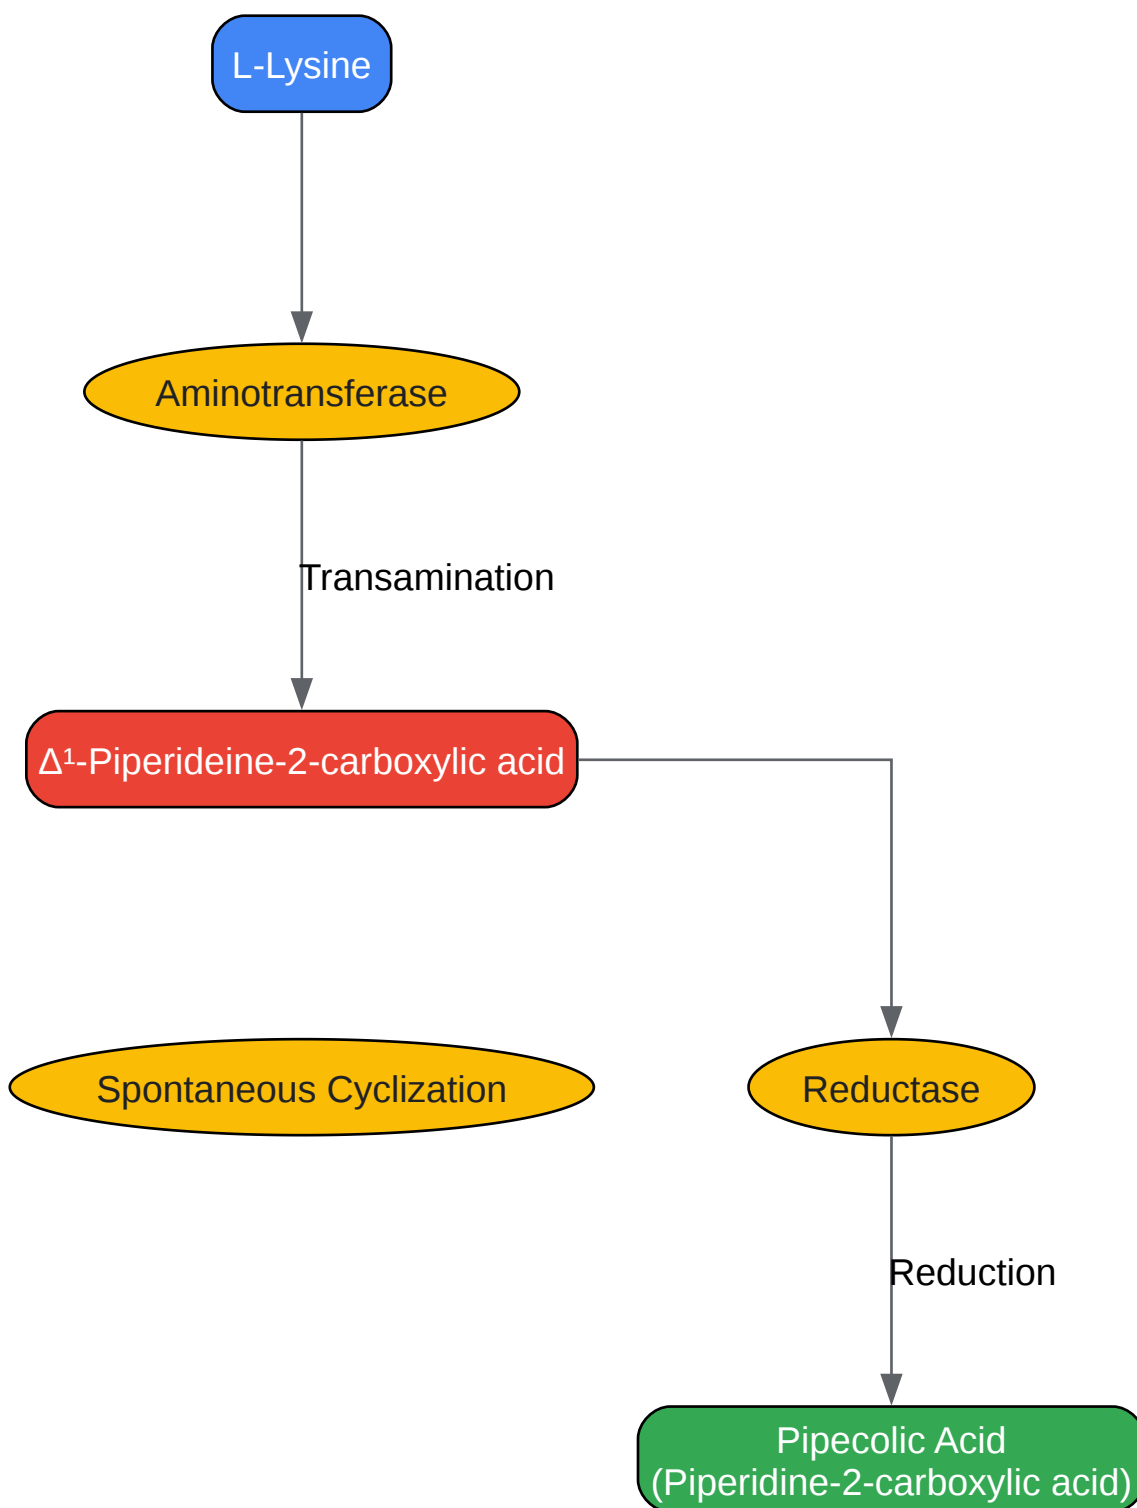 L-Lysine
Aminotransferase
Transamination
Δ¹-Piperideine-2-carboxylic acid
Spontaneous Cyclization
Reductase
Reduction
Pipecolic Acid
(Piperidine-2-carboxylic acid)